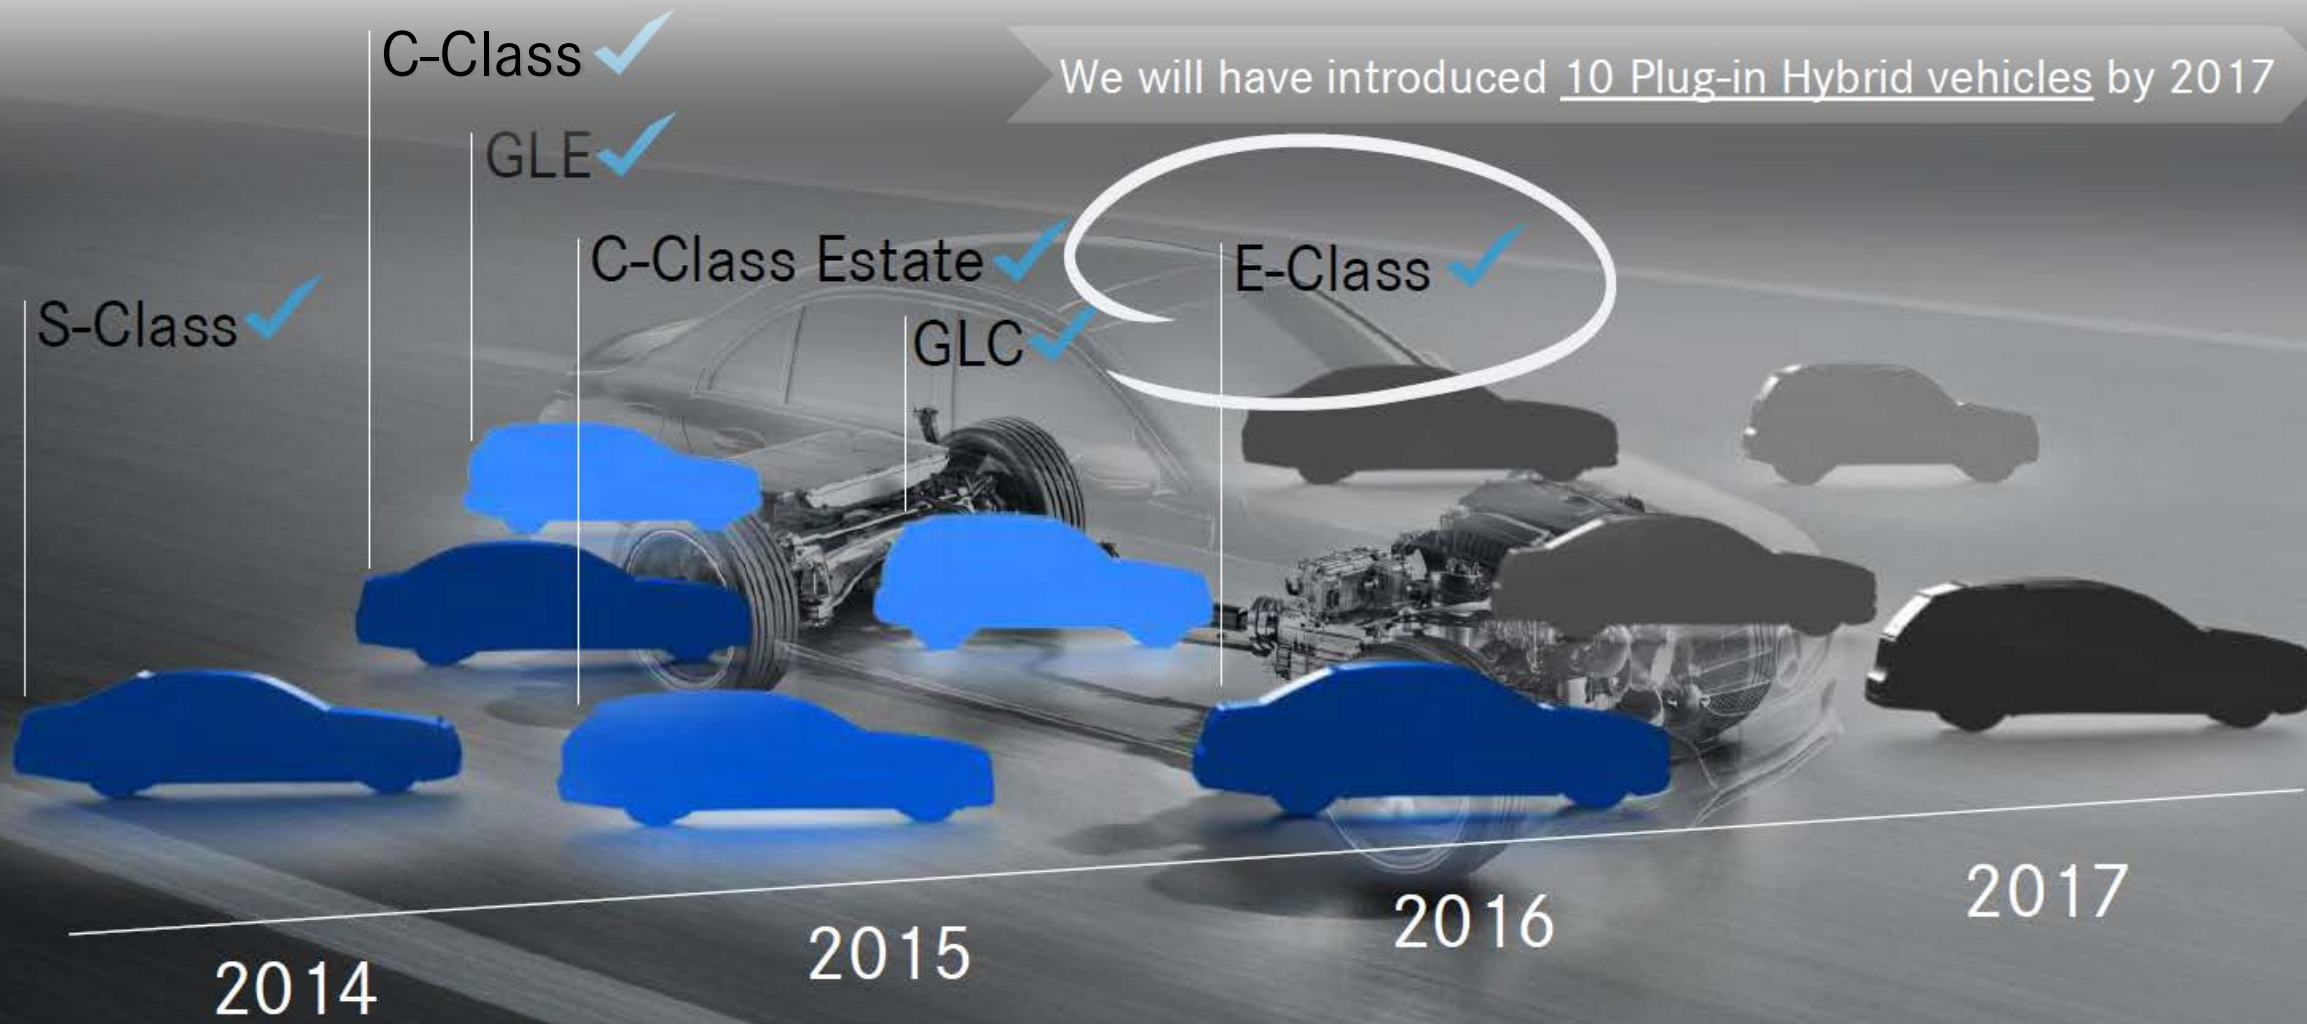 C-Class
We will have introduced 10 Plug-in Hybrid vehicles by 2017
GLE
C-Class Estate
E-Class
S-Class
GLC
2014
2015
2016
2017